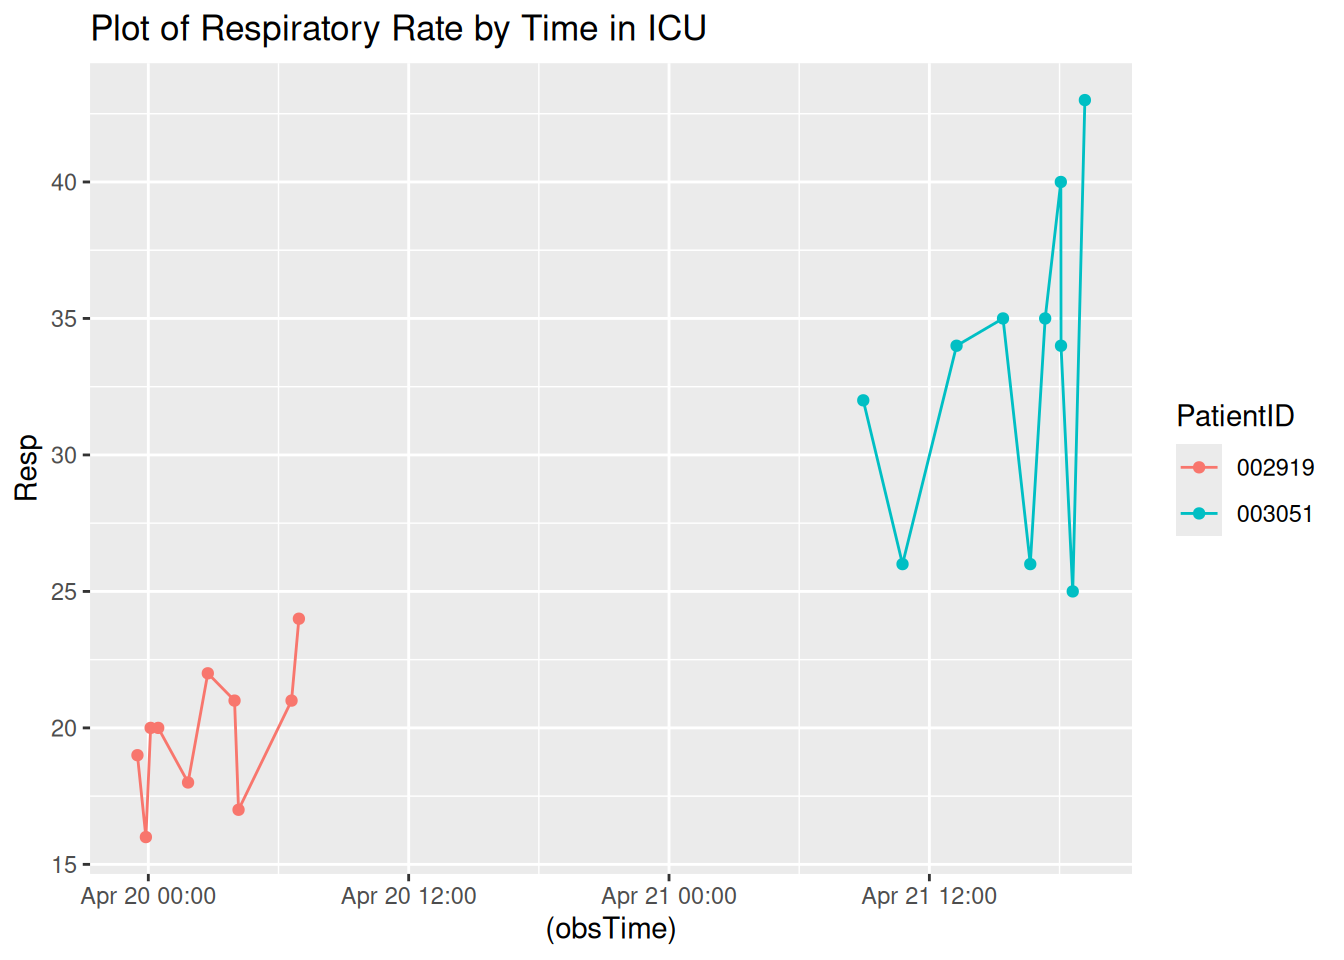 Plot of Respiratory Rate by Time in ICU
Resp
40
35
30
25
20
15
Apr 20 00:00 Apr 20 12:00 Apr 21 00:00 Apr 21 12:00
(obsTime)
PatientID
002919
003051